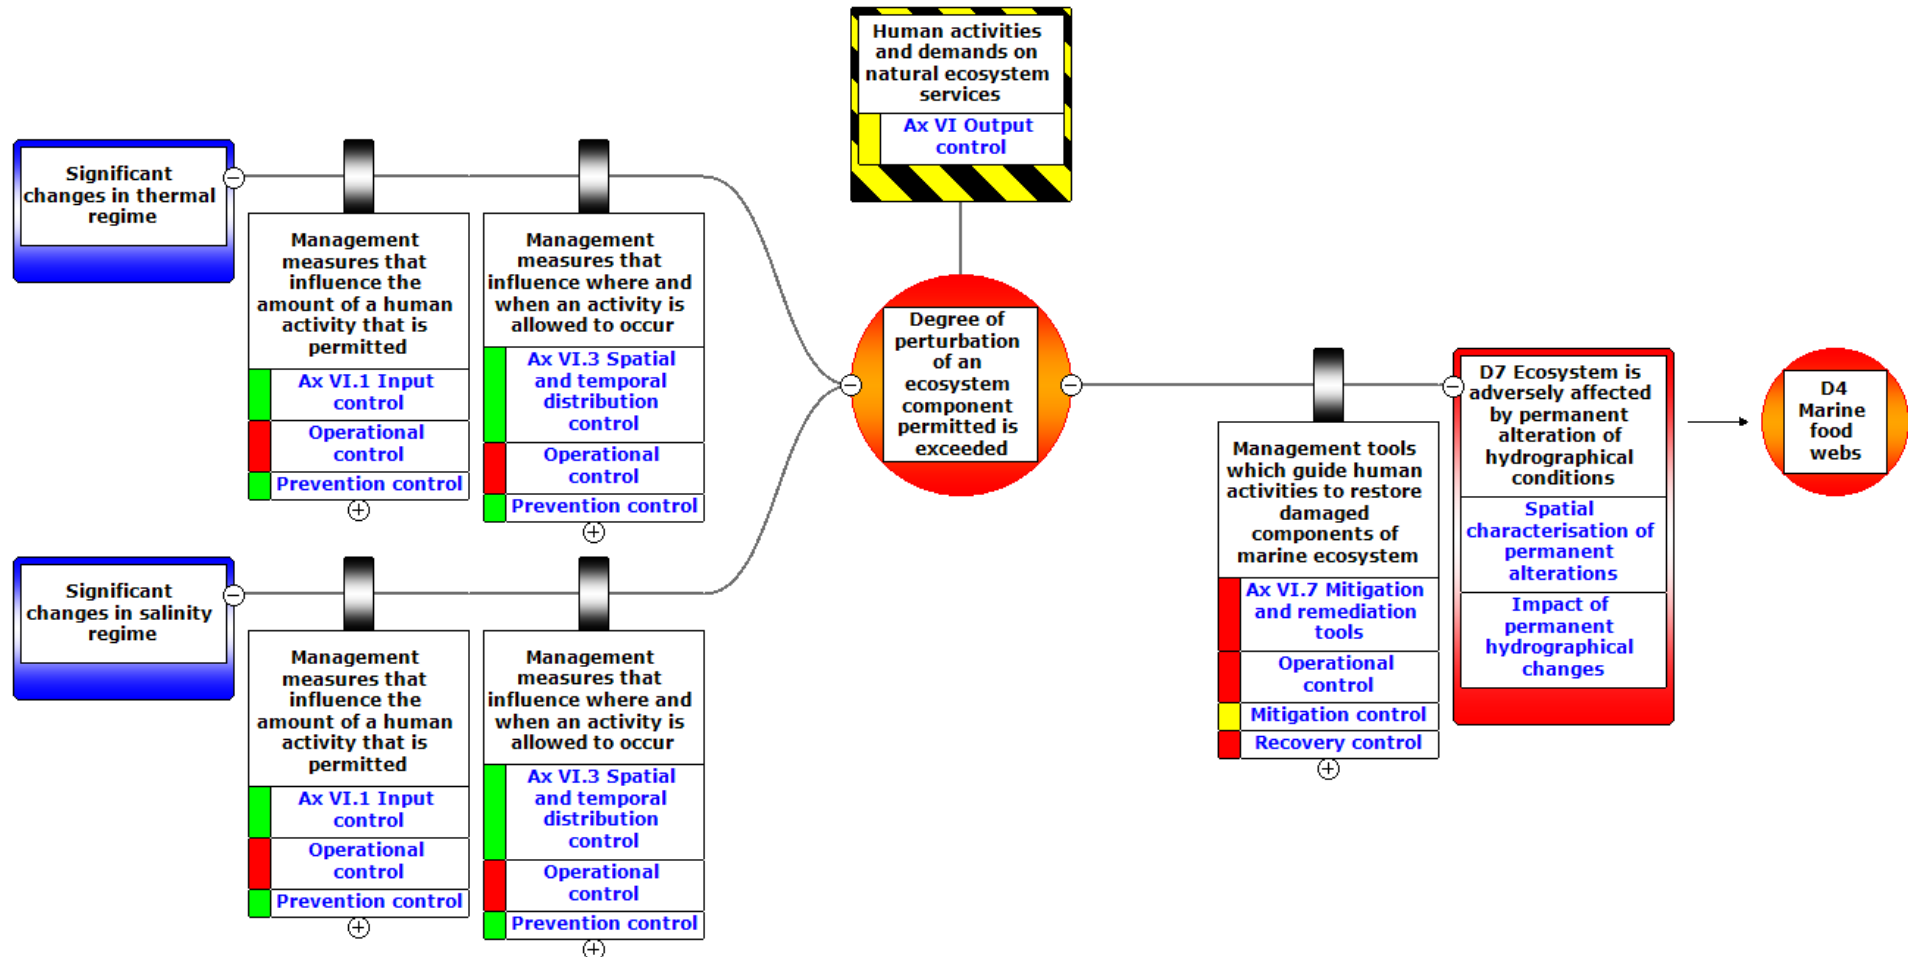 Human activities
and demands on
natural ecosystem
services
Ax VI Output
control
Significant
changes in thermal
regime
Management
measures that
influence the
amount of a human
activity that is
permitted
Ax VI.1 Input
control
Operational
control
Prevention control
Management
measures that
influence where and
when an activity is
allowed to occur
Ax VI.3 Spatial
and temporal
distribution
control
Operational
control
Prevention control
Significant
changes in salinity
regime
Management
measures that
influence the
amount of a human
activity that is
permitted
Ax VI.1 Input
control
Operational
control
Prevention control
Management
measures that
influence where and
when an activity is
allowed to occur
Ax VI.3 Spatial
and temporal
distribution
control
Operational
control
Prevention control
Degree of
perturbation
of an
ecosystem
component
permitted is
exceeded
Management tools
which guide human
activities to restore
damaged
components of
marine ecosystem
Ax VI.7 Mitigation
and remediation
tools
Operational
control
Mitigation control
Recovery control
D7 Ecosystem is
adversely affected
by permanent
alteration of
hydrographical
conditions
Spatial
characterisation of
permanent
alterations
Impact of
permanent
hydrographical
changes
D4
Marine
food
webs